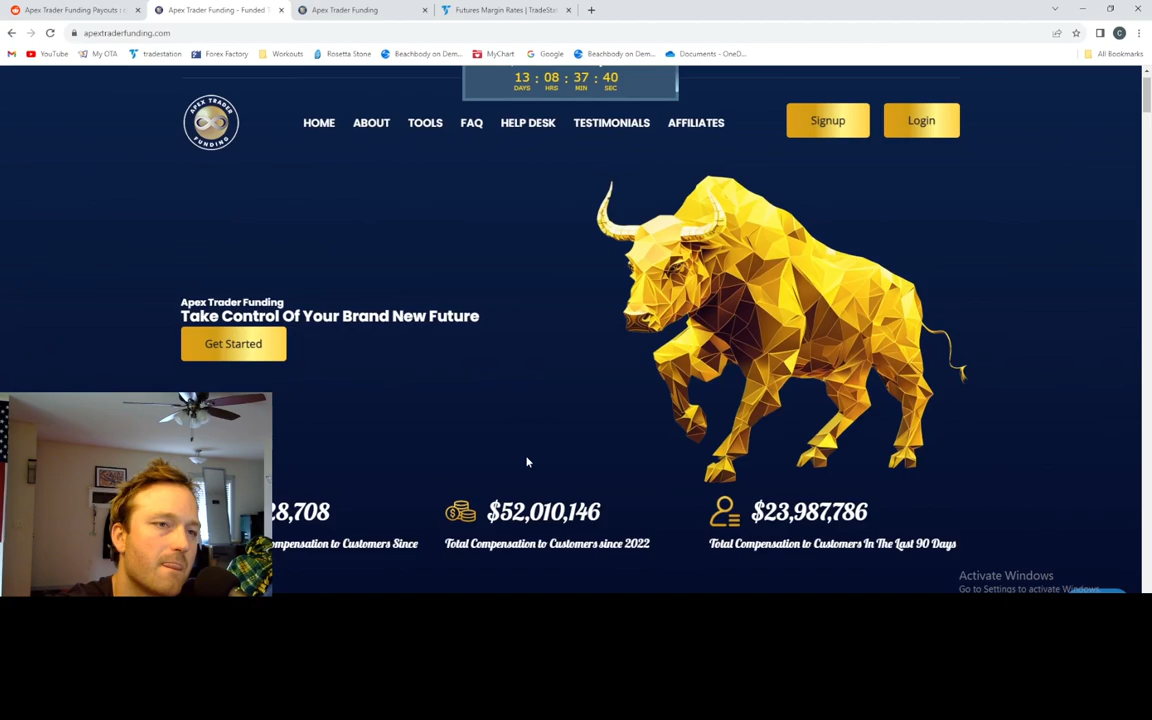 Apex Trader Funding Payouts : r
Apex Trader Funding - Funded T
Apex Trader Funding
Futures Margin Rates | TradeStat
apextraderfunding.com
YouTube
My OTA
tradestation
Forex Factory
Workouts
Rosetta Stone
Beachbody on Dem...
MyChart
Google
Beachbody on Dem...
Documents - OneD...
All Bookmarks
13 : 08 : 37 : 40
DAYS HRS MIN SEC
APEX TRADER FUNDING
HOME ABOUT TOOLS FAQ HELP DESK TESTIMONIALS AFFILIATES
Signup
Login
Apex Trader Funding
Take Control Of Your Brand New Future
Get Started
28,708
ompensation to Customers Since
$52,010,146
Total Compensation to Customers since 2022
$23,987,786
Total Compensation to Customers In The Last 90 Days
Activate Windows
Go to Settings to activate Windows.